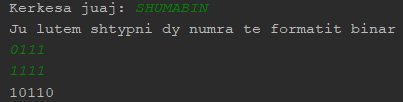 Kerkesa juaj: SHUMABIN
Ju lutem shtypni dy numra te formatit binar
0111
1111
10110